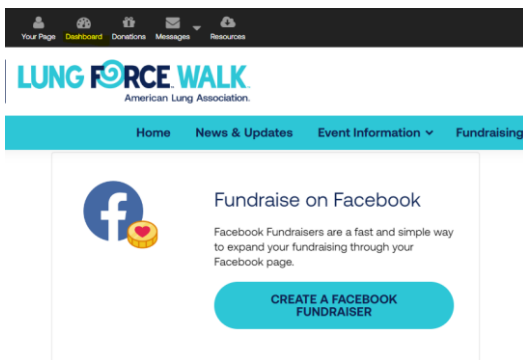 Your Page Dashboard Donations Messages Resources
LUNG FORCE WALK
American Lung Association.
Home News & Updates Event Information Fundraising
Fundraise on Facebook
Facebook Fundraisers are a fast and simple way
to expand your fundraising through your
Facebook page.
CREATE A FACEBOOK
FUNDRAISER